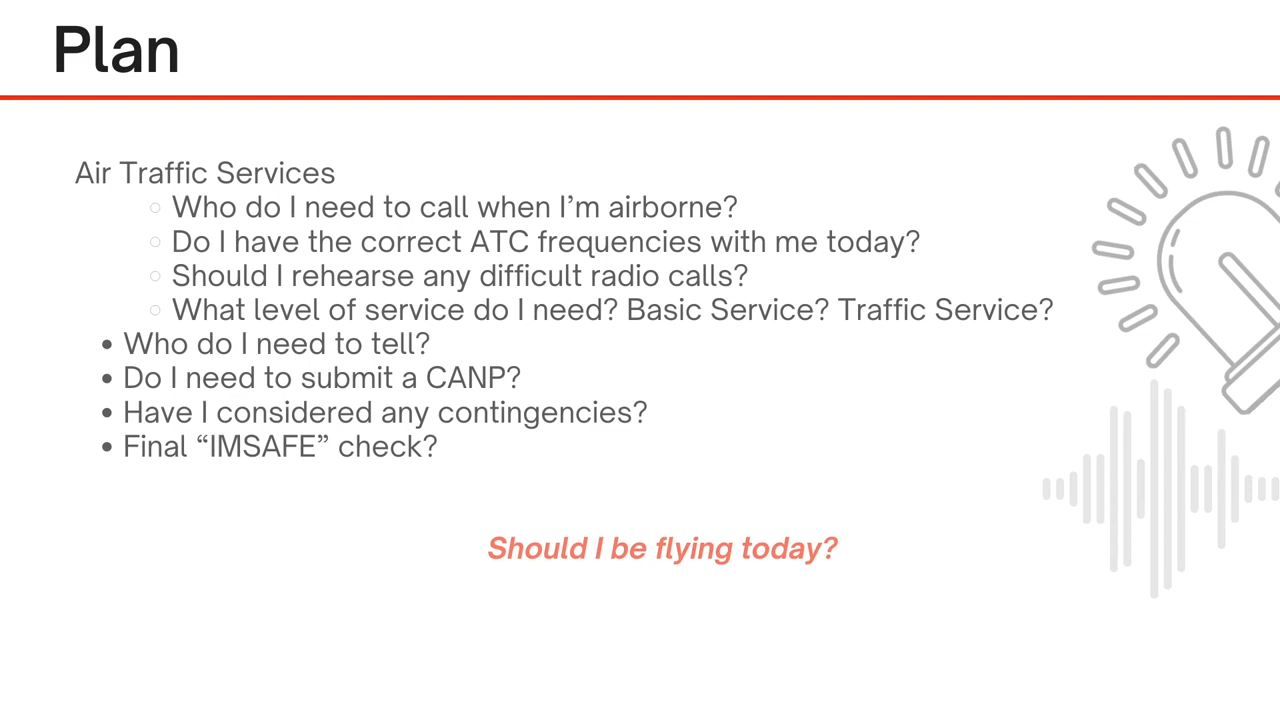 Plan
Air Traffic Services
Who do I need to call when I’m airborne?
Do I have the correct ATC frequencies with me today?
Should I rehearse any difficult radio calls?
What level of service do I need? Basic Service? Traffic Service?
Who do I need to tell?
Do I need to submit a CANP?
Have I considered any contingencies?
Final “IMSAFE” check?
Should I be flying today?